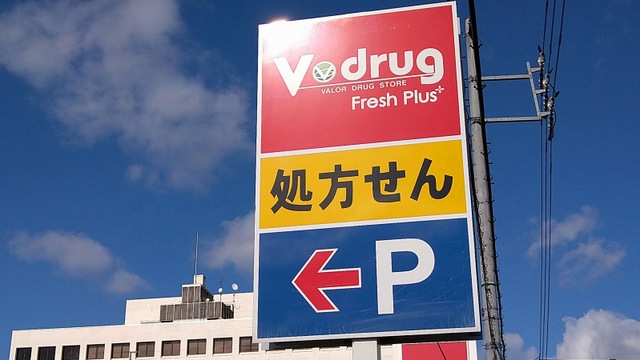 V drug
VALOR DRUG STORE
Fresh Plus+
処方せん
P